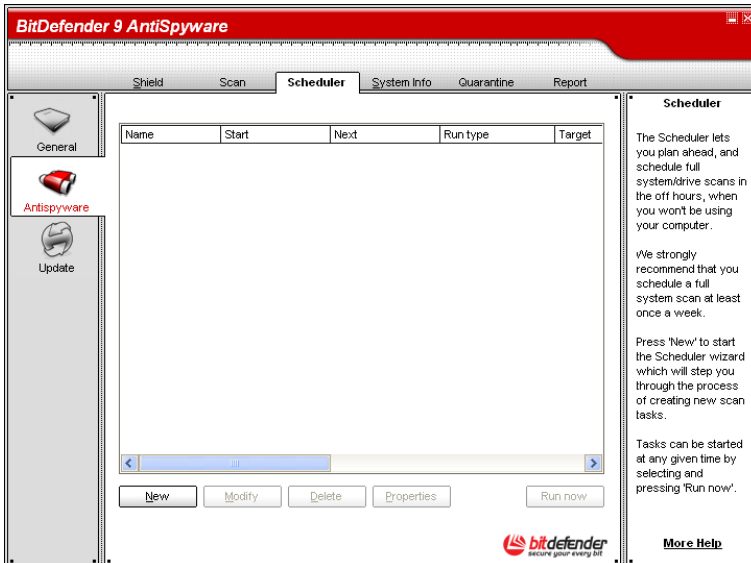 BitDefender 9 AntiSpyware
Shield
Scan
Scheduler
System Info
Quarantine
Report
General
Antispyware
Update
Name
Start
Next
Run type
Target
New
Modify
Delete
Properties
Run now
bitdefender
secure your every bit
Scheduler
The Scheduler lets
you plan ahead, and
schedule full
system/drive scans in
the off hours, when
you won't be using
your computer.
We strongly
recommend that you
schedule a full
system scan at least
once a week.
Press 'New' to start
the Scheduler wizard
which will step you
through the process
of creating new scan
tasks.
Tasks can be started
at any given time by
selecting and
pressing 'Run now'.
More Help